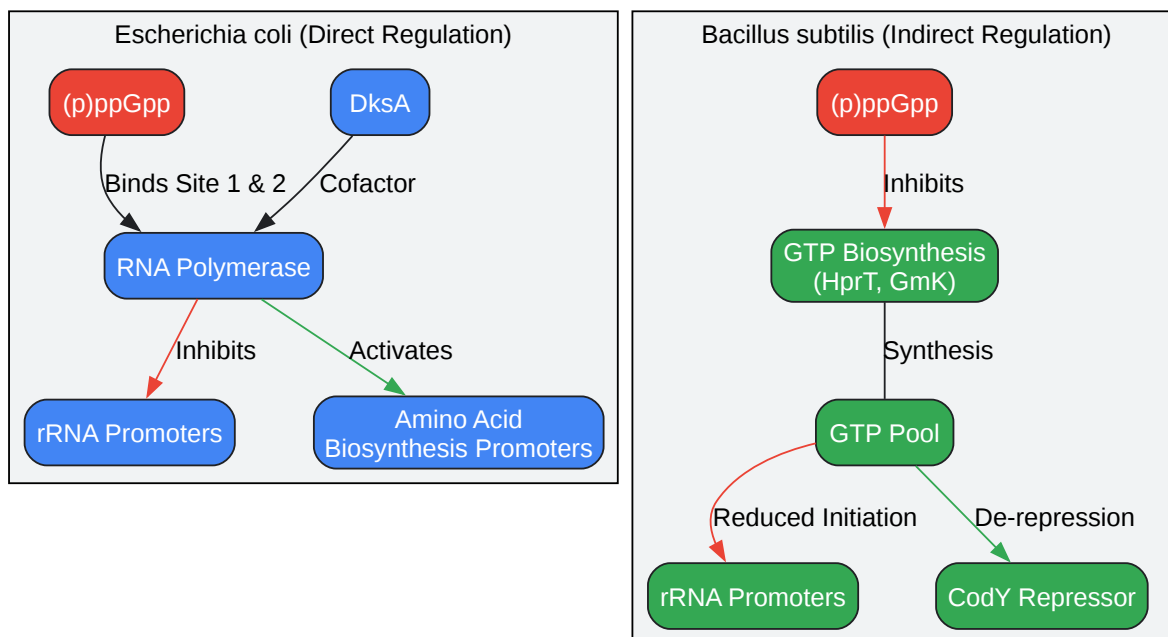 Escherichia coli (Direct Regulation)
(p)ppGpp
DksA
Binds Site 1 & 2
Cofactor
RNA Polymerase
Inhibits
Activates
rRNA Promoters
Amino Acid
Biosynthesis Promoters
Bacillus subtilis (Indirect Regulation)
(p)ppGpp
Inhibits
GTP Biosynthesis
(HprT, GmK)
Synthesis
GTP Pool
Reduced Initiation
De-repression
rRNA Promoters
CodY Repressor